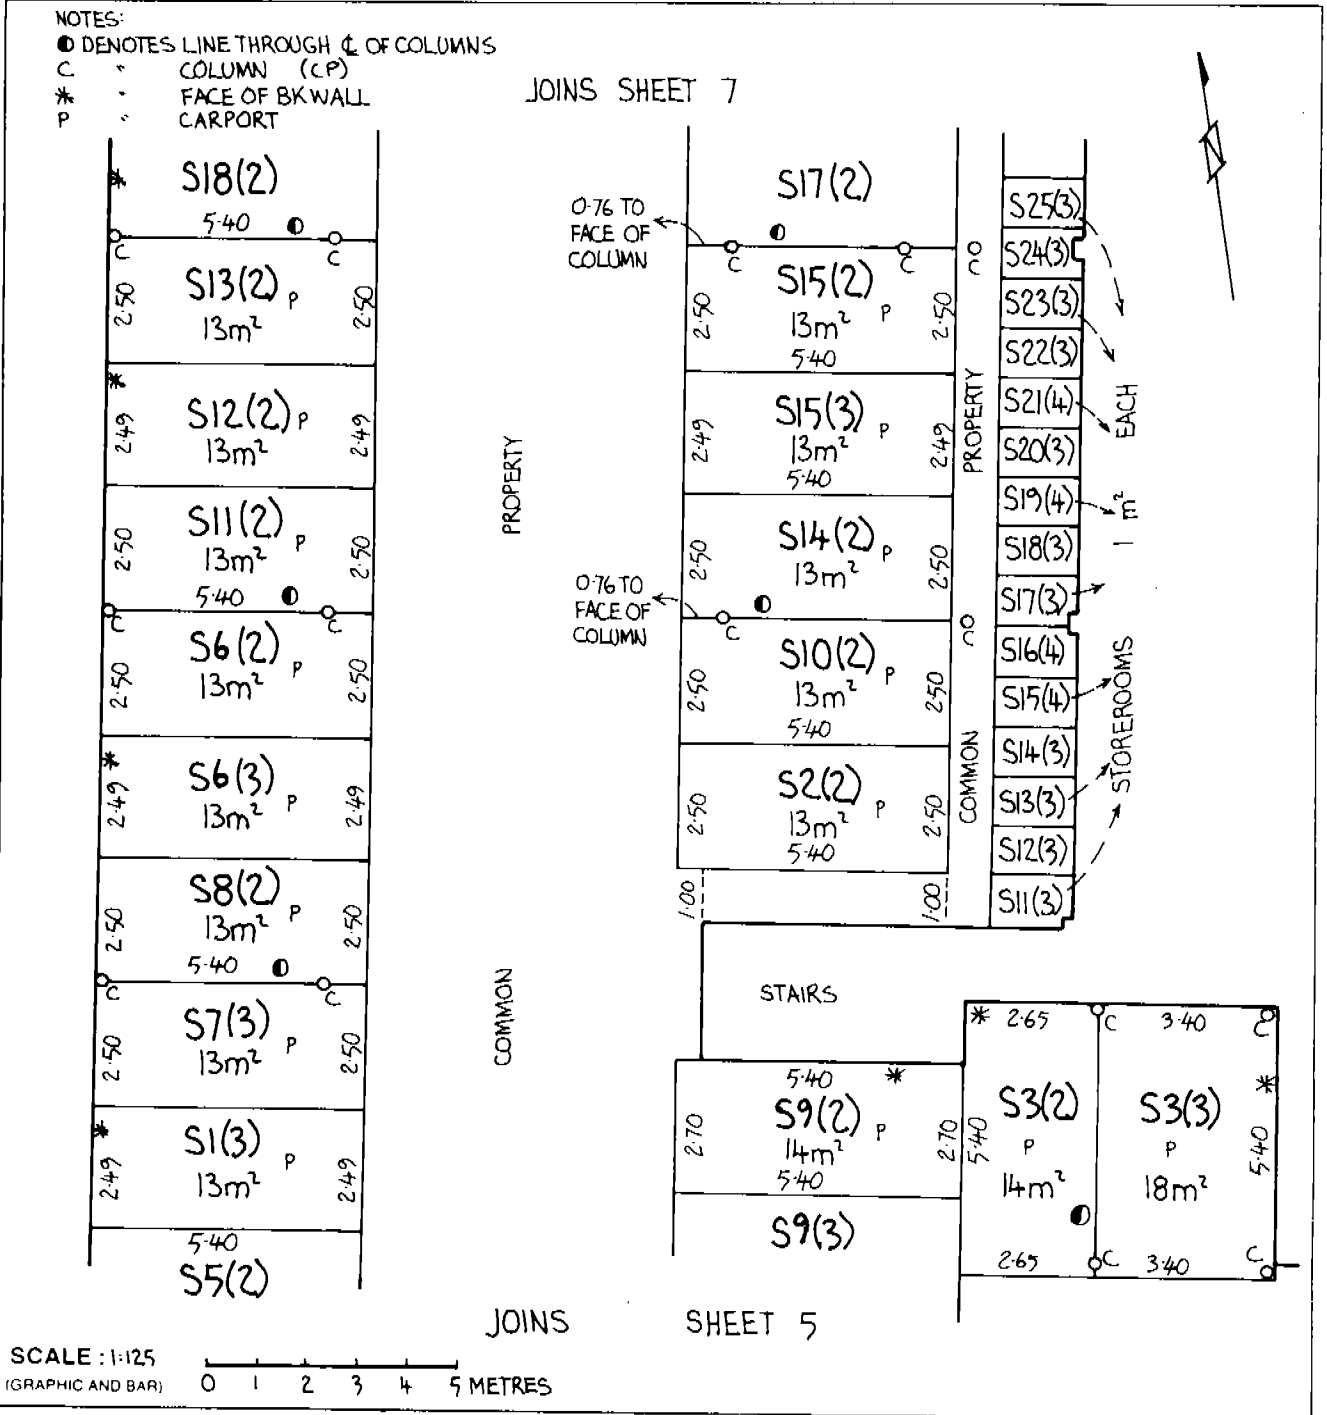 NOTES:
◐ DENOTES LINE THROUGH ℄ OF COLUMNS
C " COLUMN (CP)
* " FACE OF BK WALL
P " CARPORT
JOINS SHEET 7
S18(2)
5·40
C
C
S13(2) P
13m²
2·50
2·50
S12(2) P
13m²
2·49
2·49
S11(2) P
13m²
5·40
2·50
2·50
C
C
S6(2) P
13m²
2·50
2·50
S6(3) P
13m²
2·49
2·49
S8(2) P
13m²
5·40
2·50
2·50
C
C
S7(3) P
13m²
2·50
2·50
S1(3) P
13m²
2·49
2·49
5·40
S5(2)
PROPERTY
COMMON
S17(2)
0·76 TO
FACE OF
COLUMN
C
C
S15(2) P
13m²
5·40
2·50
2·50
S15(3) P
13m²
5·40
2·49
2·49
S14(2) P
13m²
2·50
2·50
0·76 TO
FACE OF
COLUMN
C
S10(2) P
13m²
5·40
2·50
2·50
S2(2) P
13m²
5·40
2·50
2·50
1·00
1·00
C
PROPERTY
C
COMMON
S25(3)
S24(3)
S23(3)
S22(3)
S21(4)
S20(3)
S19(4)
S18(3)
S17(3)
S16(4)
S15(4)
S14(3)
S13(3)
S12(3)
S11(3)
STOREROOMS 1 m² EACH
STAIRS
5·40
S9(2) P
14m²
5·40
2·70
2·70
S9(3)
2·65
C
3·40
C
S3(2)
P
14m²
5·40
2·65
C
S3(3)
P
18m²
5·40
3·40
C
JOINS SHEET 5
SCALE : 1:125
(GRAPHIC AND BAR)
0 1 2 3 4 5 METRES